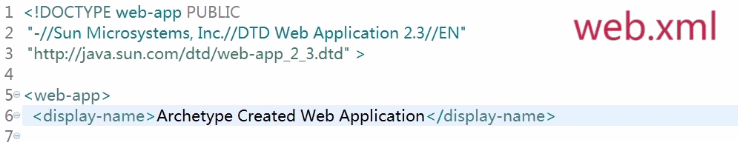 1 <!DOCTYPE web-app PUBLIC
2 "-//Sun Microsystems, Inc.//DTD Web Application 2.3//EN"
3 "http://java.sun.com/dtd/web-app_2_3.dtd" >
4
5 <web-app>
6 <display-name>Archetype Created Web Application</display-name>
7
web.xml